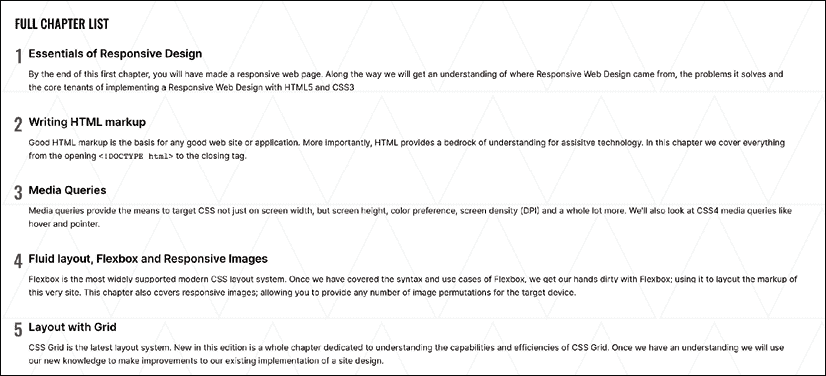 FULL CHAPTER LIST
1 Essentials of Responsive Design
By the end of this first chapter, you will have made a responsive web page. Along the way we will get an understanding of where Responsive Web Design came from, the problems it solves and
the core tenants of implementing a Responsive Web Design with HTML5 and CSS3
2 Writing HTML markup
Good HTML markup is the basis for any good web site or application. More importantly, HTML provides a bedrock of understanding for assisitve technology. In this chapter we cover everything
from the opening <!DOCTYPE html> to the closing tag.
3 Media Queries
Media queries provide the means to target CSS not just on screen width, but screen height, color preference, screen density (DPI) and a whole lot more. We'll also look at CSS4 media queries like
hover and pointer.
4 Fluid layout, Flexbox and Responsive Images
Flexbox is the most widely supported modern CSS layout system. Once we have covered the syntax and use cases of Flexbox, we get our hands dirty with Flexbox; using it to layout the markup of
this very site. This chapter also covers responsive images; allowing you to provide any number of image permutations for the target device.
5 Layout with Grid
CSS Grid is the latest layout system. New in this edition is a whole chapter dedicated to understanding the capabilities and efficiencies of CSS Grid. Once we have an understanding we will use
our new knowledge to make improvements to our existing implementation of a site design.